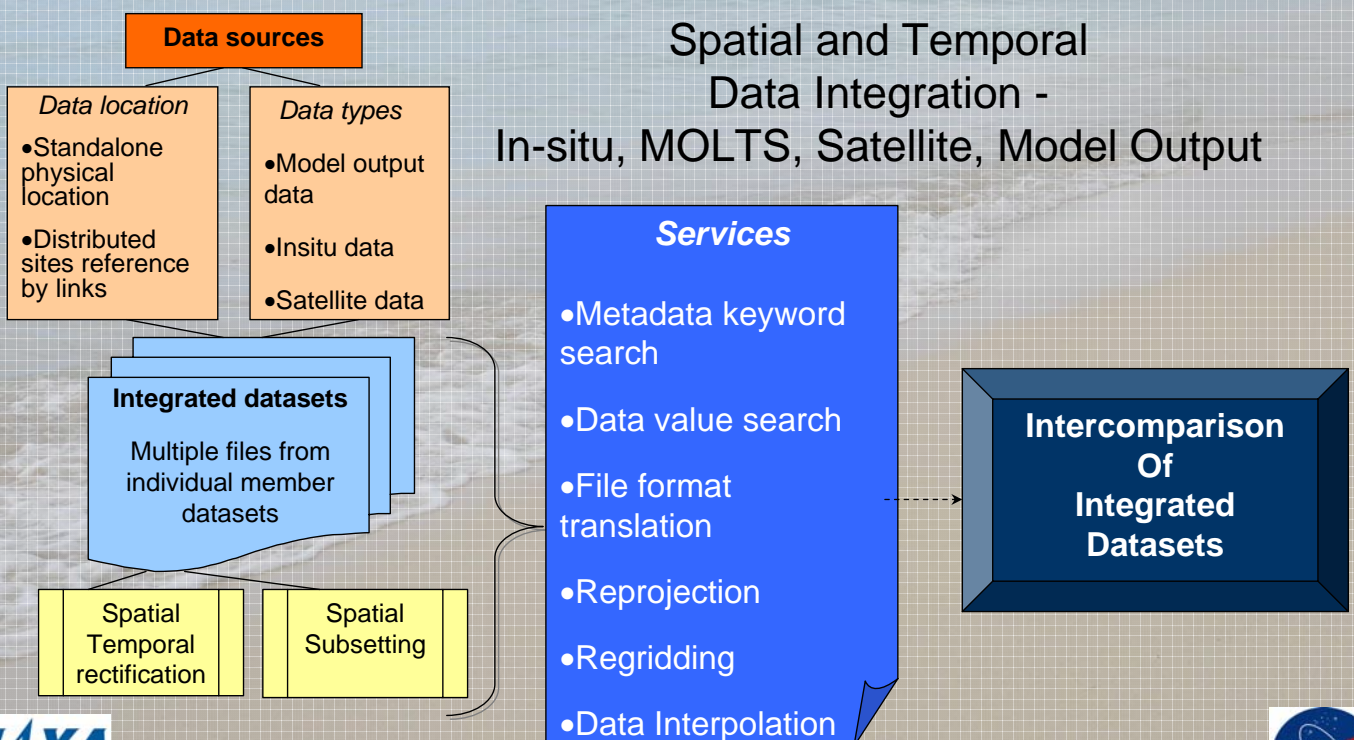 Spatial and Temporal
Data Integration -
In-situ, MOLTS, Satellite, Model Output
Data sources
Data location
•Standalone
physical
location
•Distributed
sites reference
by links
Data types
•Model output
data
•Insitu data
•Satellite data
Integrated datasets
Multiple files from
individual member
datasets
Spatial
Temporal
rectification
Spatial
Subsetting
Services
•Metadata keyword
search
•Data value search
•File format
translation
•Reprojection
•Regridding
•Data Interpolation
Intercomparison
Of
Integrated
Datasets